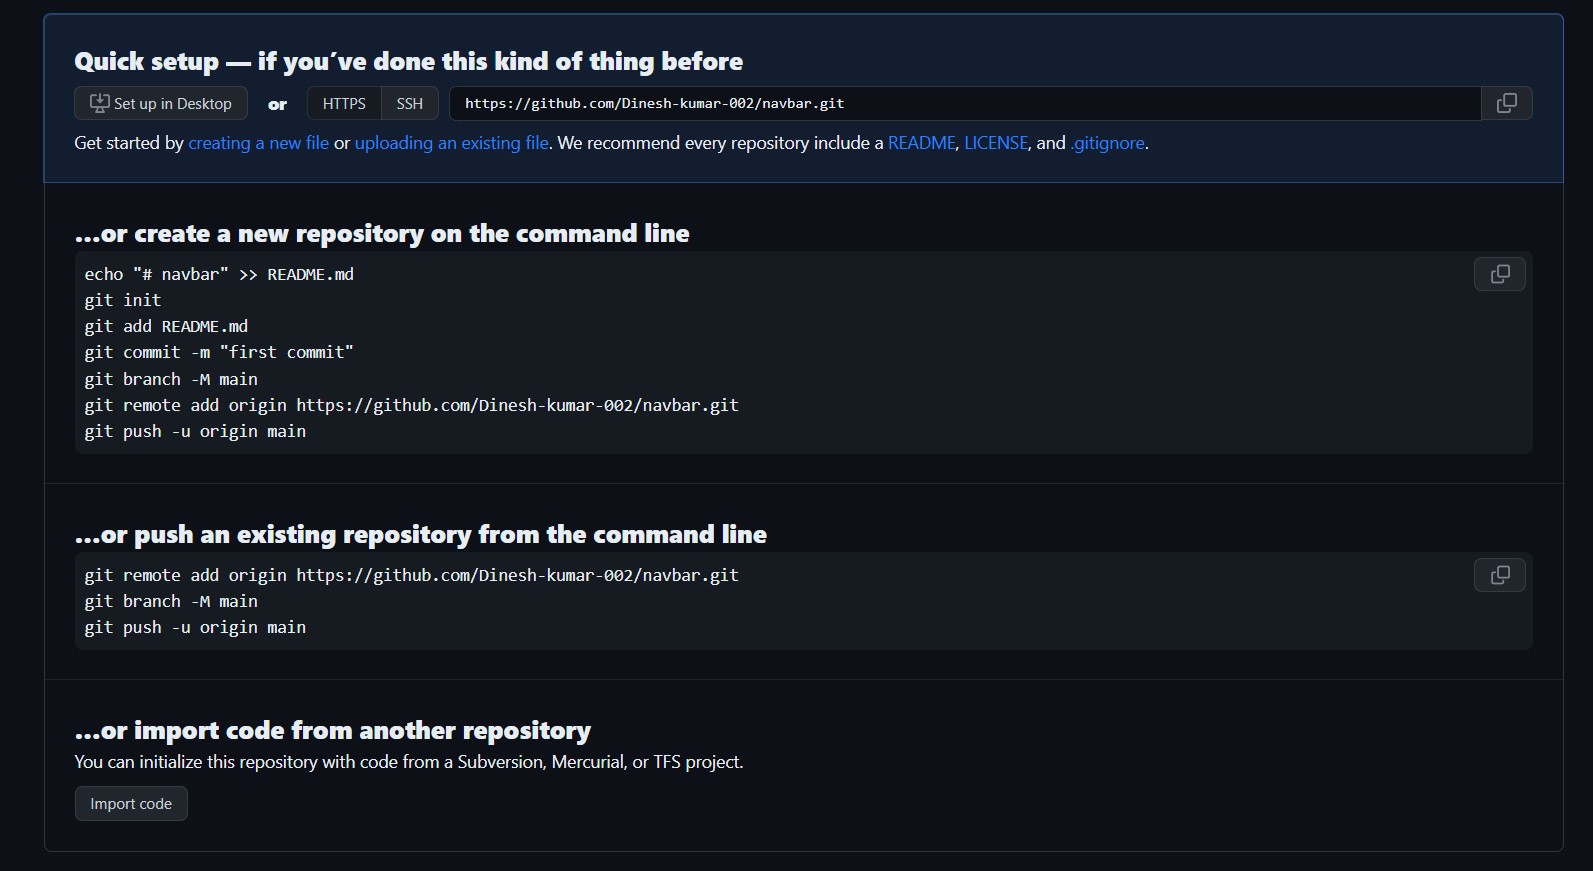 Quick setup — if you´ve done this kind of thing before
Set up in Desktop or HTTPS SSH https://github.com/Dinesh-kumar-002/navbar.git
Get started by creating a new file or uploading an existing file. We recommend every repository include a README, LICENSE, and .gitignore.
...or create a new repository on the command line
echo "# navbar" >> README.md
git init
git add README.md
git commit -m "first commit"
git branch -M main
git remote add origin https://github.com/Dinesh-kumar-002/navbar.git
git push -u origin main
...or push an existing repository from the command line
git remote add origin https://github.com/Dinesh-kumar-002/navbar.git
git branch -M main
git push -u origin main
...or import code from another repository
You can initialize this repository with code from a Subversion, Mercurial, or TFS project.
Import code